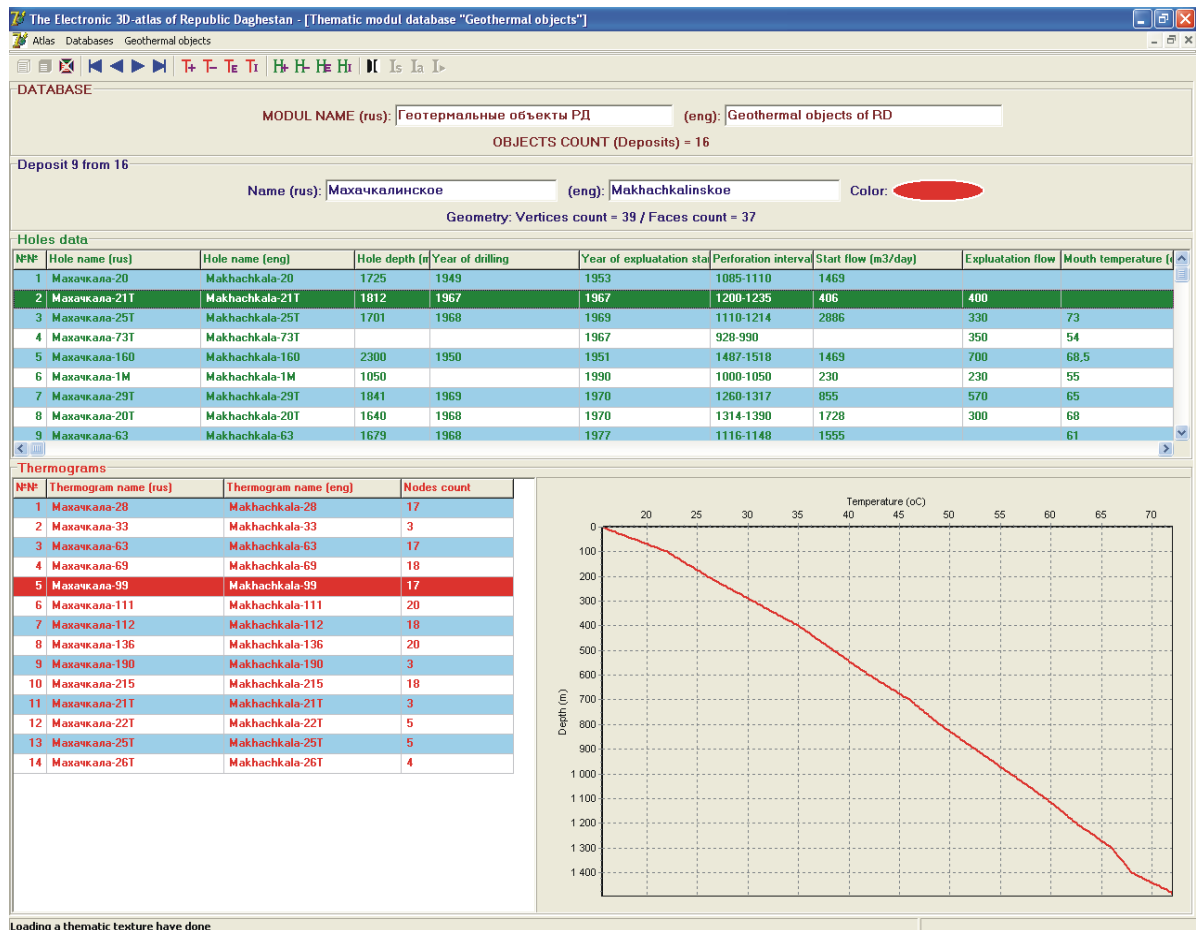 The Electronic 3D-atlas of Republic Daghestan - [Thematic modul database "Geothermal objects"]
Atlas Databases Geothermal objects
T+ T- TE TI H+ H- HE HI Is Ia
DATABASE
MODUL NAME (rus): Геотермальные объекты РД (eng): Geothermal objects of RD
OBJECTS COUNT (Deposits) = 16
Deposit 9 from 16
Name (rus): Махачкалинское (eng): Makhachkalinskoe Color:
Geometry: Vertices count = 39 / Faces count = 37
Holes data
№№ Hole name (rus) Hole name (eng) Hole depth (m Year of drilling Year of expluatation star Perforation interval Start flow (m3/day) Expluatation flow Mouth temperature (
1 Махачкала-20 Makhachkala-20 1725 1949 1953 1085-1110 1469
2 Махачкала-21Т Makhachkala-21T 1812 1967 1967 1200-1235 406 400
3 Махачкала-25Т Makhachkala-25T 1701 1968 1969 1110-1214 2886 330 73
4 Махачкала-73Т Makhachkala-73T 1967 928-990 350 54
5 Махачкала-160 Makhachkala-160 2300 1950 1951 1487-1518 1469 700 68,5
6 Махачкала-1М Makhachkala-1M 1050 1990 1000-1050 230 230 55
7 Махачкала-29Т Makhachkala-29T 1841 1969 1970 1260-1317 855 570 65
8 Махачкала-20Т Makhachkala-20T 1640 1968 1970 1314-1390 1728 300 68
9 Махачкала-63 Makhachkala-63 1679 1968 1977 1116-1148 1555 61
Thermograms
№№ Thermogram name (rus) Thermogram name (eng) Nodes count
1 Махачкала-28 Makhachkala-28 17
2 Махачкала-33 Makhachkala-33 3
3 Махачкала-63 Makhachkala-63 17
4 Махачкала-69 Makhachkala-69 18
5 Махачкала-99 Makhachkala-99 17
6 Махачкала-111 Makhachkala-111 20
7 Махачкала-112 Makhachkala-112 18
8 Махачкала-136 Makhachkala-136 20
9 Махачкала-190 Makhachkala-190 3
10 Махачкала-215 Makhachkala-215 18
11 Махачкала-21Т Makhachkala-21T 3
12 Махачкала-22Т Makhachkala-22T 5
13 Махачкала-25Т Makhachkala-25T 5
14 Махачкала-26Т Makhachkala-26T 4
Temperature (oC)
20 25 30 35 40 45 50 55 60 65 70
Depth (m)
0
100
200
300
400
500
600
700
800
900
1 000
1 100
1 200
1 300
1 400
Loading a thematic texture have done